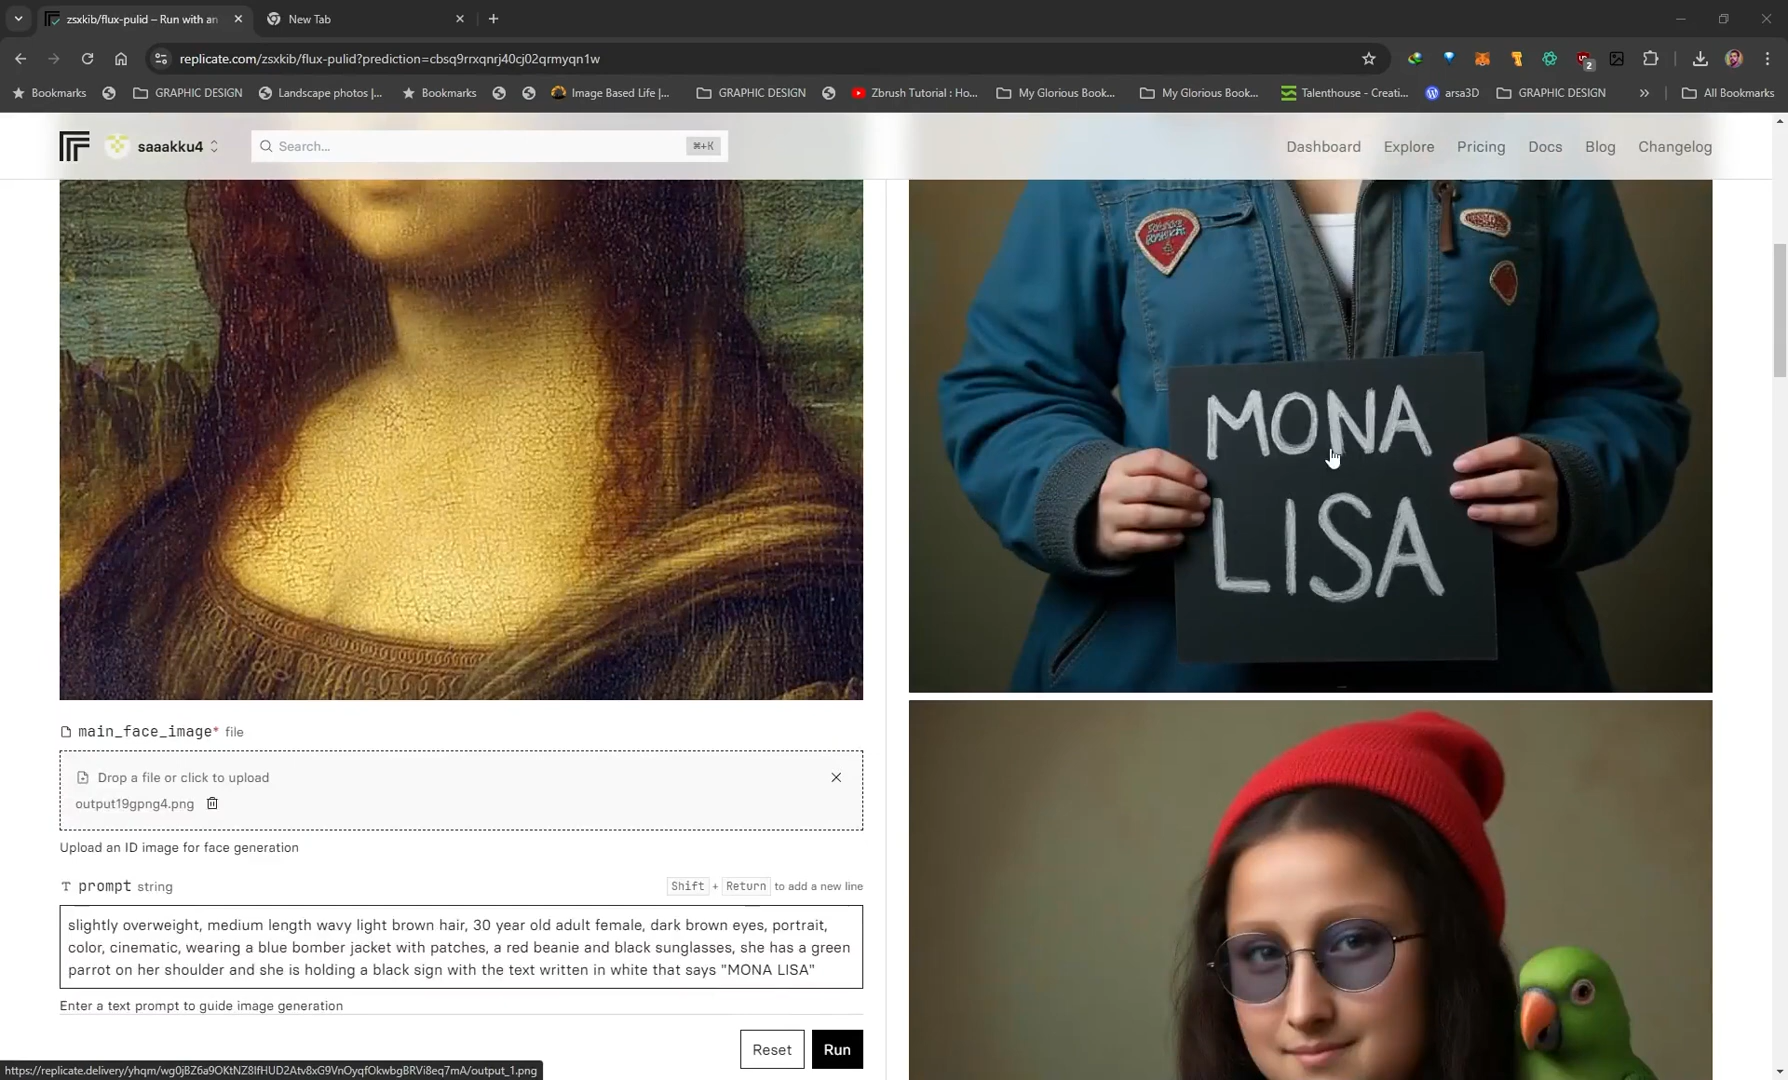 zsxkib/flux-pulid – Run with an
New Tab
replicate.com/zsxkib/flux-pulid?prediction=cbsq9rrxqnrj40cj02qrmyqn1w
2
Bookmarks
GRAPHIC DESIGN
Landscape photos |...
Bookmarks
Image Based Life |...
GRAPHIC DESIGN
Zbrush Tutorial : Ho...
My Glorious Book...
My Glorious Book...
Talenthouse - Creati...
arsa3D
GRAPHIC DESIGN
»
All Bookmarks
saaakku4
Search...
⌘+K
Dashboard
Explore
Pricing
Docs
Blog
Changelog
MONA
LISA
main_face_image* file
Drop a file or click to upload
output19gpng4.png
Upload an ID image for face generation
T prompt string
Shift + Return to add a new line
slightly overweight, medium length wavy light brown hair, 30 year old adult female, dark brown eyes, portrait,
color, cinematic, wearing a blue bomber jacket with patches, a red beanie and black sunglasses, she has a green
parrot on her shoulder and she is holding a black sign with the text written in white that says "MONA LISA"
Enter a text prompt to guide image generation
Reset
Run